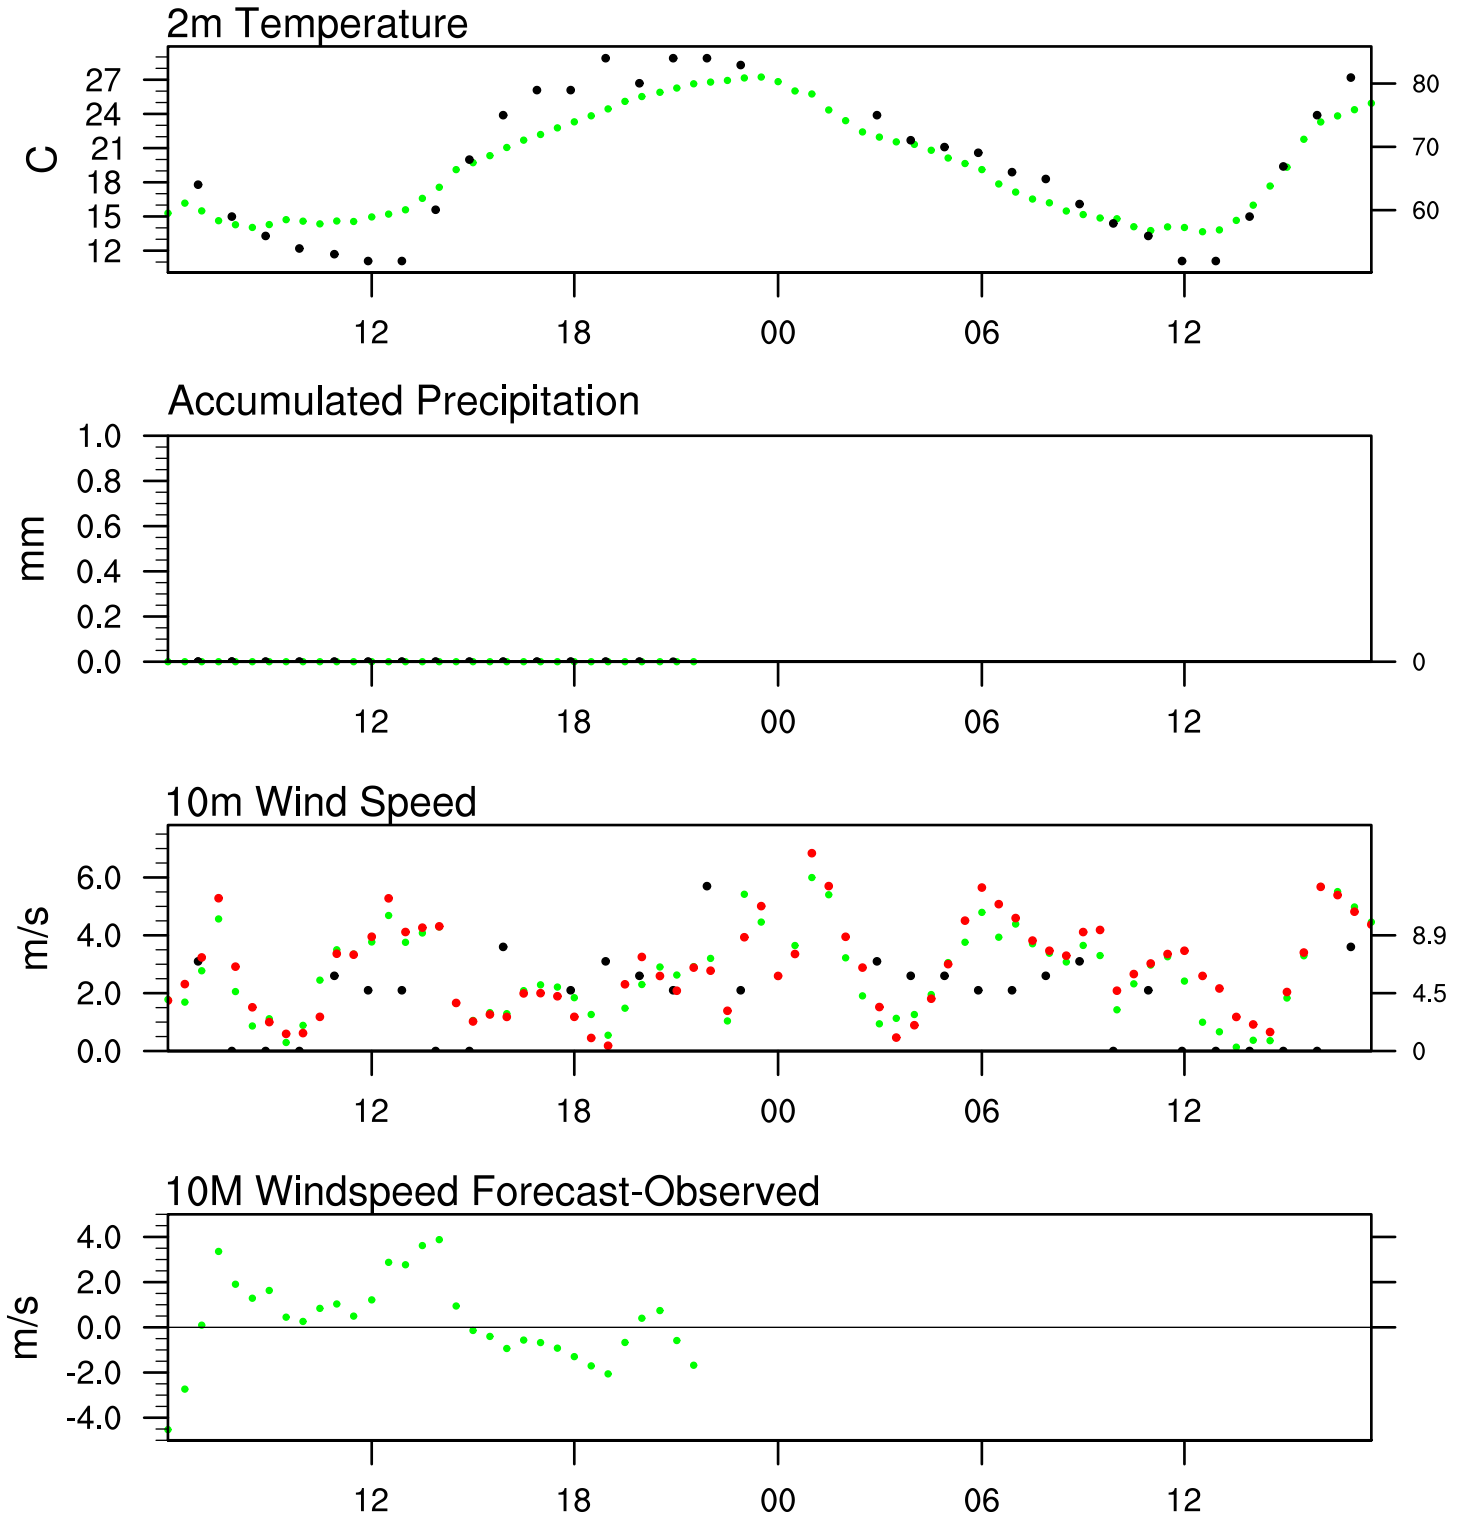 2m Temperature
27
24
21
18
15
12
C
80
70
60
12 18 00 06 12
Accumulated Precipitation
1.0
0.8
0.6
0.4
0.2
0.0
mm
0
12 18 00 06 12
10m Wind Speed
6.0
4.0
2.0
0.0
m/s
8.9
4.5
0
12 18 00 06 12
10M Windspeed Forecast-Observed
4.0
2.0
0.0
-2.0
-4.0
m/s
12 18 00 06 12